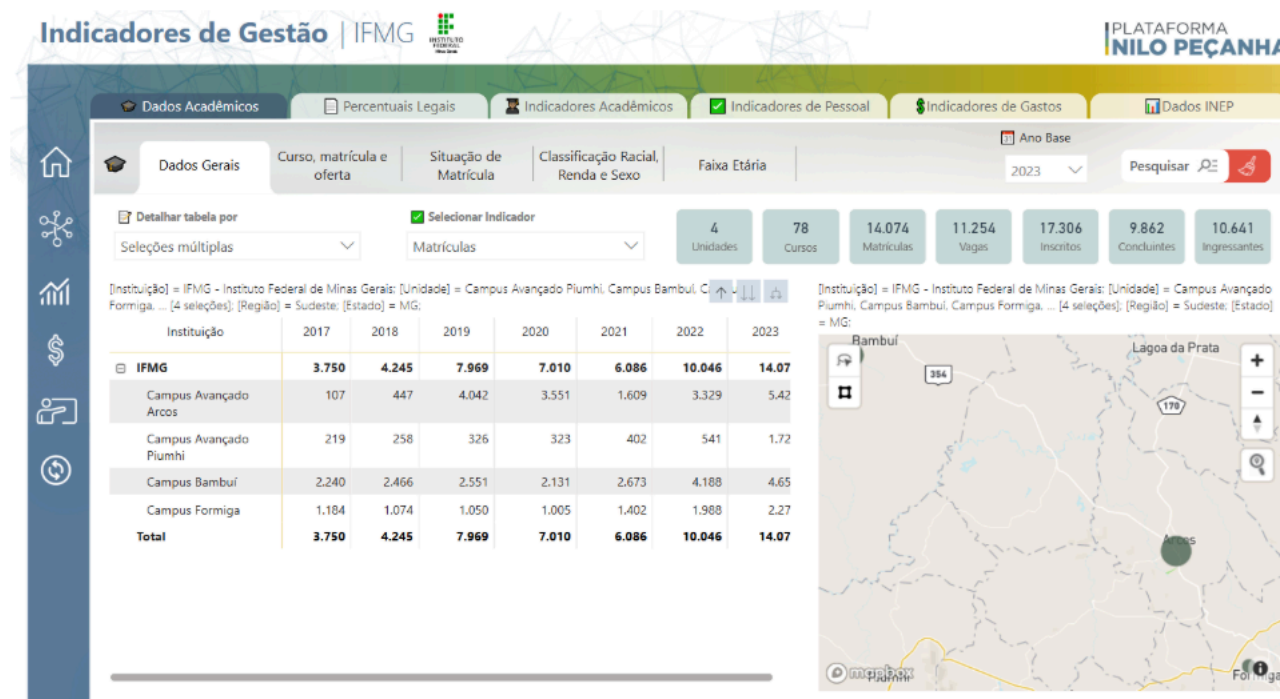 Indicadores de Gestão | IFMG
INSTITUTO
FEDERAL
Minas Gerais
PLATAFORMA
NILO PEÇANHA
Dados Acadêmicos
Percentuais Legais
Indicadores Acadêmicos
Indicadores de Pessoal
Indicadores de Gastos
Dados INEP
Dados Gerais
Curso, matrícula e
oferta
Situação de
Matrícula
Classificação Racial,
Renda e Sexo
Faixa Etária
Ano Base
2023
Pesquisar
Detalhar tabela por
Seleções múltiplas
Selecionar Indicador
Matrículas
4
Unidades
78
Cursos
14.074
Matrículas
11.254
Vagas
17.306
Inscritos
9.862
Concluintes
10.641
Ingressantes
[Instituição] = IFMG - Instituto Federal de Minas Gerais; [Unidade] = Campus Avançado Piumhi, Campus Bambuí,
Formiga, ... [4 seleções]; [Região] = Sudeste; [Estado] = MG;
Instituição 2017 2018 2019 2020 2021 2022 2023
IFMG 3.750 4.245 7.969 7.010 6.086 10.046 14.07
Campus Avançado
Arcos 107 447 4.042 3.551 1.609 3.329 5.42
Campus Avançado
Piumhi 219 258 326 323 402 541 1.72
Campus Bambuí 2.240 2.466 2.551 2.131 2.673 4.188 4.65
Campus Formiga 1.184 1.074 1.050 1.005 1.402 1.988 2.27
Total 3.750 4.245 7.969 7.010 6.086 10.046 14.07
[Instituição] = IFMG - Instituto Federal de Minas Gerais; [Unidade] = Campus Avançado
Piumhi, Campus Bambuí, Campus Formiga, ... [4 seleções]; [Região] = Sudeste; [Estado]
= MG;
Bambuí
Lagoa da Prata
354
170
Arcos
mapbox
Piumhi
Formiga